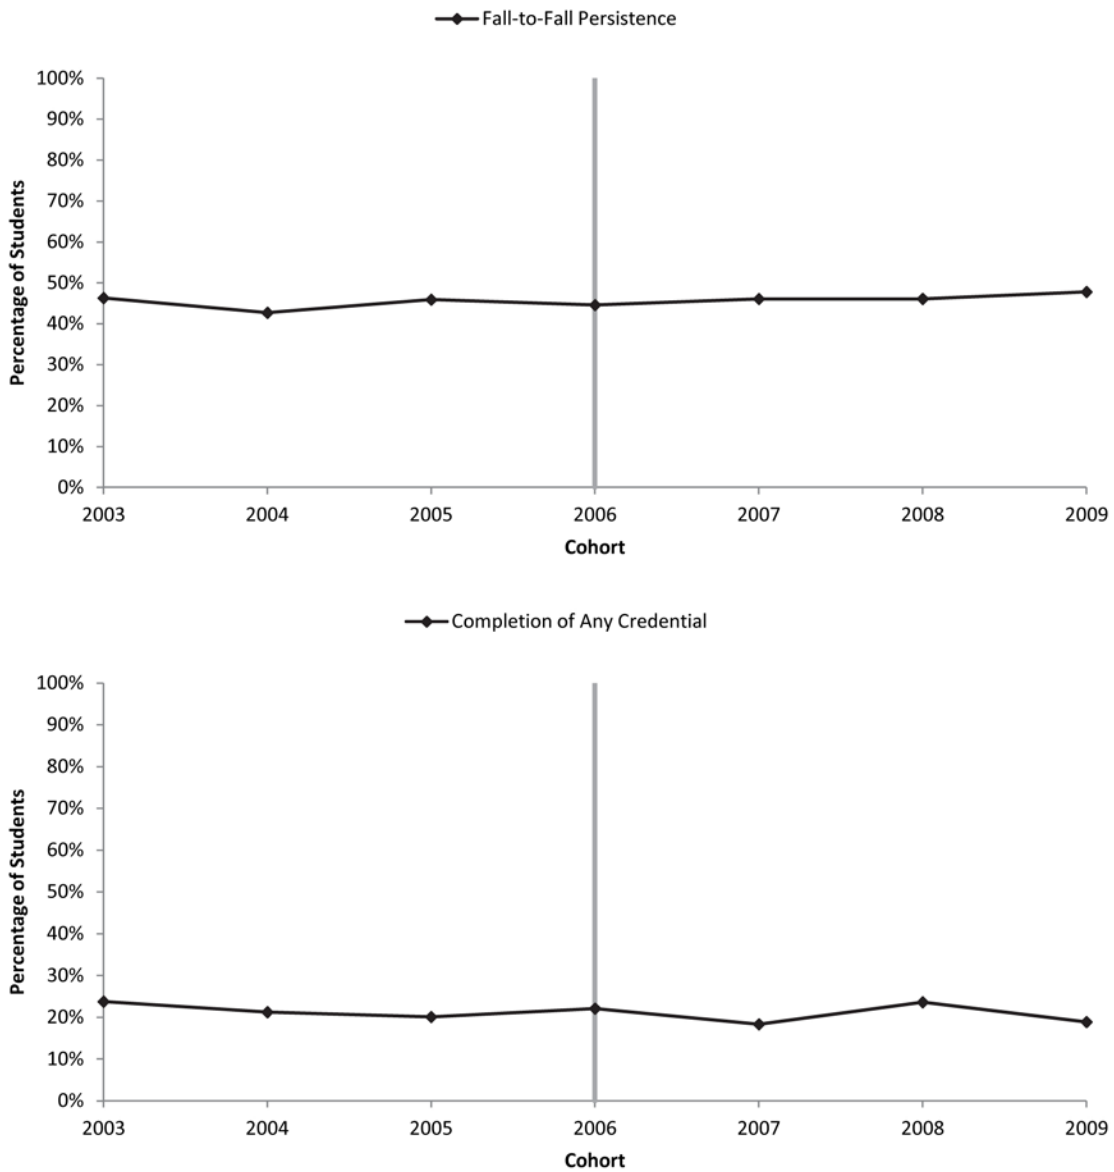 Fall-to-Fall Persistence
100%
90%
80%
70%
60%
50%
40%
30%
20%
10%
0%
Percentage of Students
2003 2004 2005 2006 2007 2008 2009
Cohort
Completion of Any Credential
100%
90%
80%
70%
60%
50%
40%
30%
20%
10%
0%
Percentage of Students
2003 2004 2005 2006 2007 2008 2009
Cohort